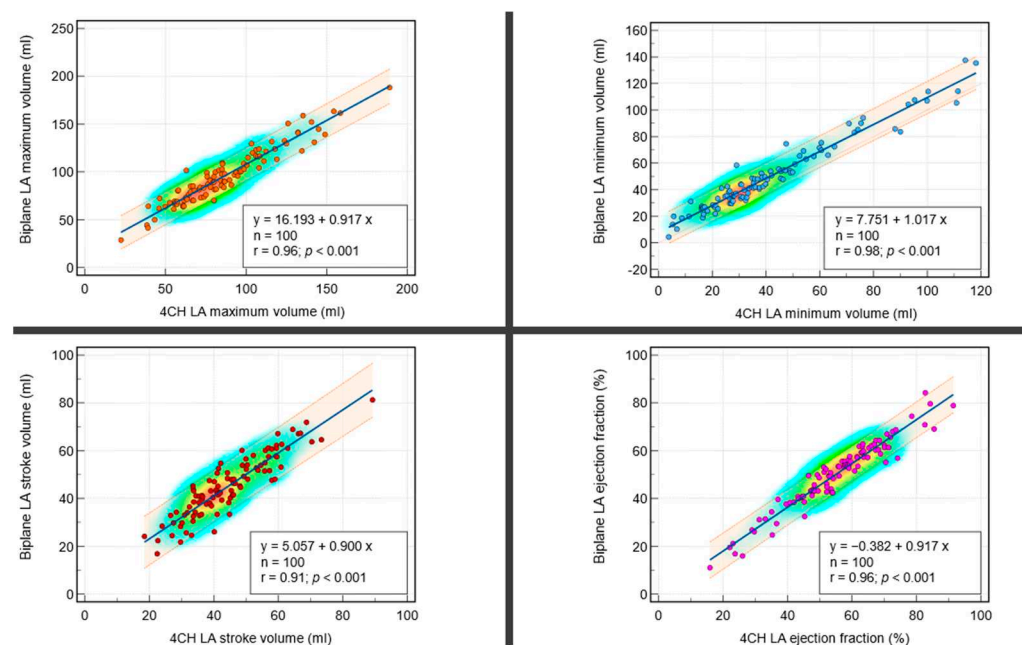 250
200
150
100
50
0
Biplane LA maximum volume (ml)
y = 16.193 + 0.917 x
n = 100
r = 0.96; p < 0.001
0 50 100 150 200
4CH LA maximum volume (ml)
160
140
120
100
80
60
40
20
0
-20
Biplane LA minimum volume (ml)
y = 7.751 + 1.017 x
n = 100
r = 0.98; p < 0.001
0 20 40 60 80 100 120
4CH LA minimum volume (ml)
100
80
60
40
20
0
Biplane LA stroke volume (ml)
y = 5.057 + 0.900 x
n = 100
r = 0.91; p < 0.001
0 20 40 60 80 100
4CH LA stroke volume (ml)
100
80
60
40
20
0
Biplane LA ejection fraction (%)
y = −0.382 + 0.917 x
n = 100
r = 0.96; p < 0.001
0 20 40 60 80 100
4CH LA ejection fraction (%)